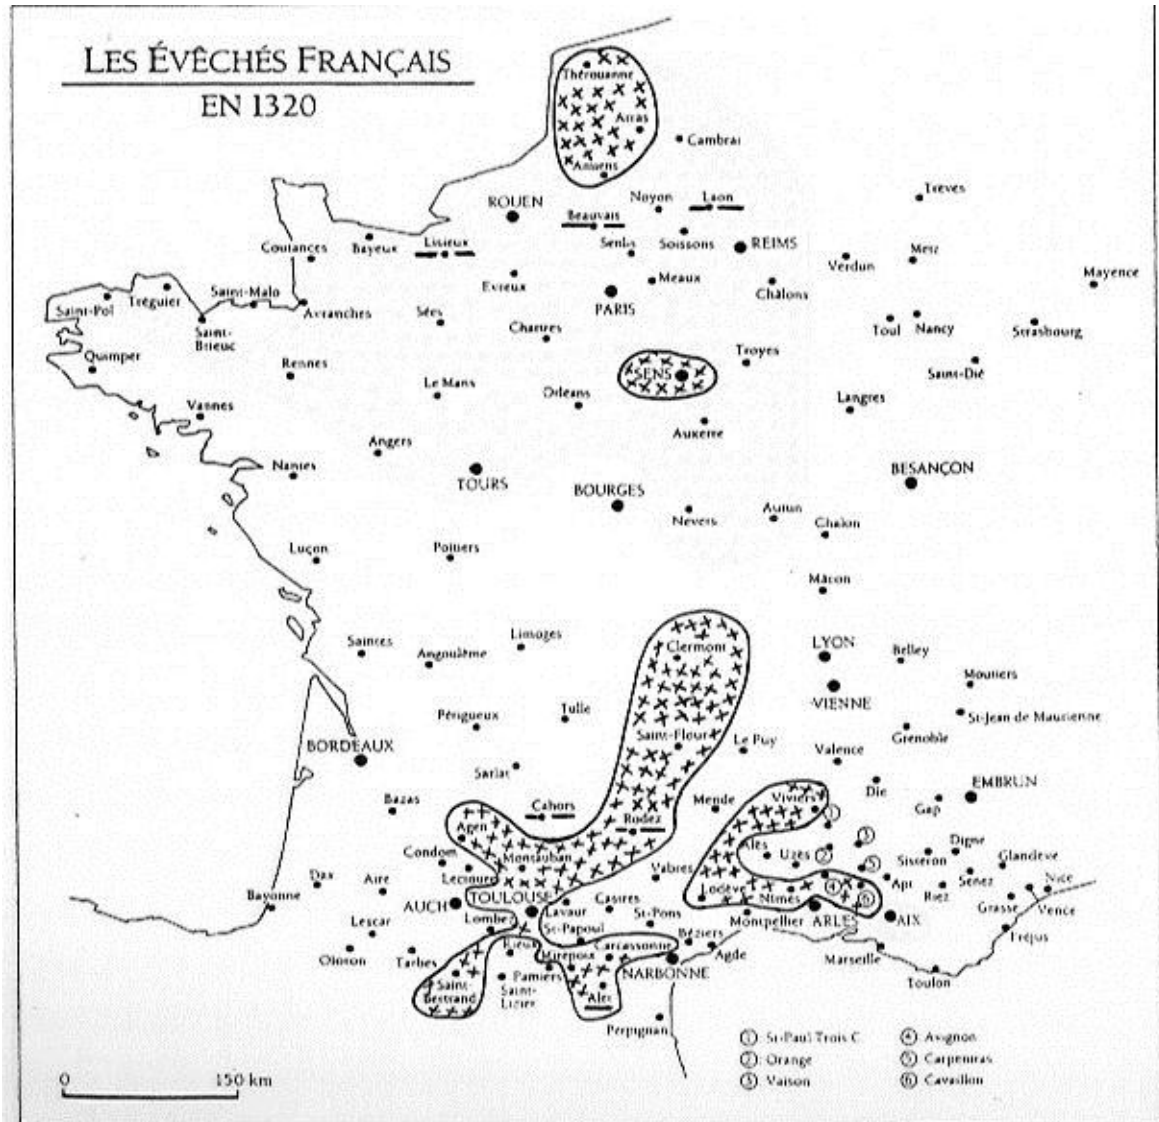 LES ÉVÊCHÉS FRANÇAIS
EN 1320
Thérouanne
Arras
Cambrai
Amiens
Trèves
Noyon
Laon
ROUEN
Beauvais
Coutances
Bayeux
Lisieux
Senlis
Soissons
REIMS
Metz
Verdun
Mayence
Evreux
Meaux
Châlons
Saint-Pol
Tréguier
Saint-Malo
Avranches
Sées
PARIS
Saint-
Brieuc
Chartres
Toul
Nancy
Strasbourg
Quimper
Rennes
Troyes
SENS
Saint-Dié
Le Mans
Orléans
Langres
Vannes
Auxerre
Angers
Nantes
TOURS
BESANÇON
BOURGES
Nevers
Autun
Chalon
Luçon
Poitiers
Mâcon
Saintes
Limoges
Angoulême
Clermont
LYON
Belley
Moutiers
VIENNE
Périgueux
Tulle
St-Jean de Maurienne
Saint-Flour
Le Puy
Grenoble
BORDEAUX
Valence
Sarlat
EMBRUN
Die
Bazas
Cahors
Rodez
Mende
Viviers
1
Gap
Agen
3
Digne
Condom
Montauban
Alès
Uzès
2
5
Sisteron
Glandève
Lectoure
Vabres
Dax
Aire
Lodève
Nîmes
4
Apt
Riez
Senez
Nice
Bayonne
AUCH
TOULOUSE
Lavaur
Castres
6
Grasse
Vence
Lombez
St-Pons
Montpellier
ARLES
AIX
Lescar
St-Papoul
Béziers
Fréjus
Oloron
Tarbes
Rieux
Mirepoix
Carcassonne
Agde
Marseille
Pamiers
NARBONNE
Toulon
Saint-
Bertrand
Saint-
Lizier
Alet
Perpignan
1 St-Paul Trois C.
4 Avignon
2 Orange
5 Carpentras
3 Vaison
6 Cavaillon
0
150 km